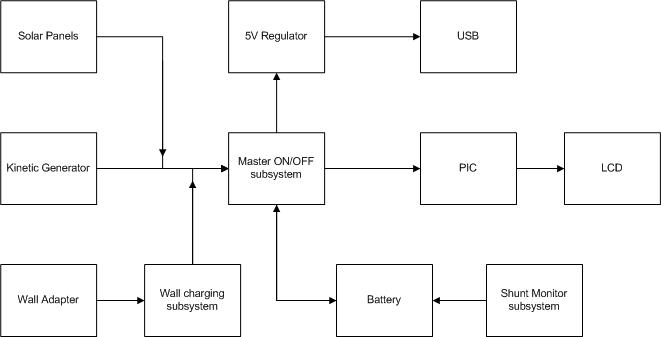 Solar Panels
5V Regulator
USB
Kinetic Generator
Master ON/OFF
subsystem
PIC
LCD
Wall Adapter
Wall charging
subsystem
Battery
Shunt Monitor
subsystem